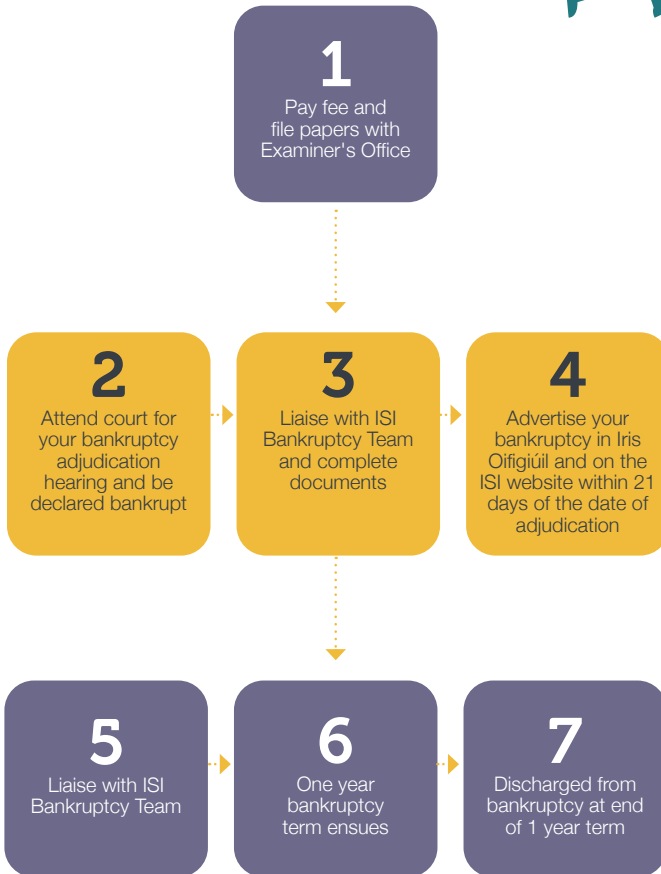 1
Pay fee and
file papers with
Examiner's Office
2
Attend court for
your bankruptcy
adjudication
hearing and be
declared bankrupt
3
Liaise with ISI
Bankruptcy Team
and complete
documents
4
Advertise your
bankruptcy in Iris
Oifigiúil and on the
ISI website within 21
days of the date of
adjudication
5
Liaise with ISI
Bankruptcy Team
6
One year
bankruptcy
term ensues
7
Discharged from
bankruptcy at end
of 1 year term